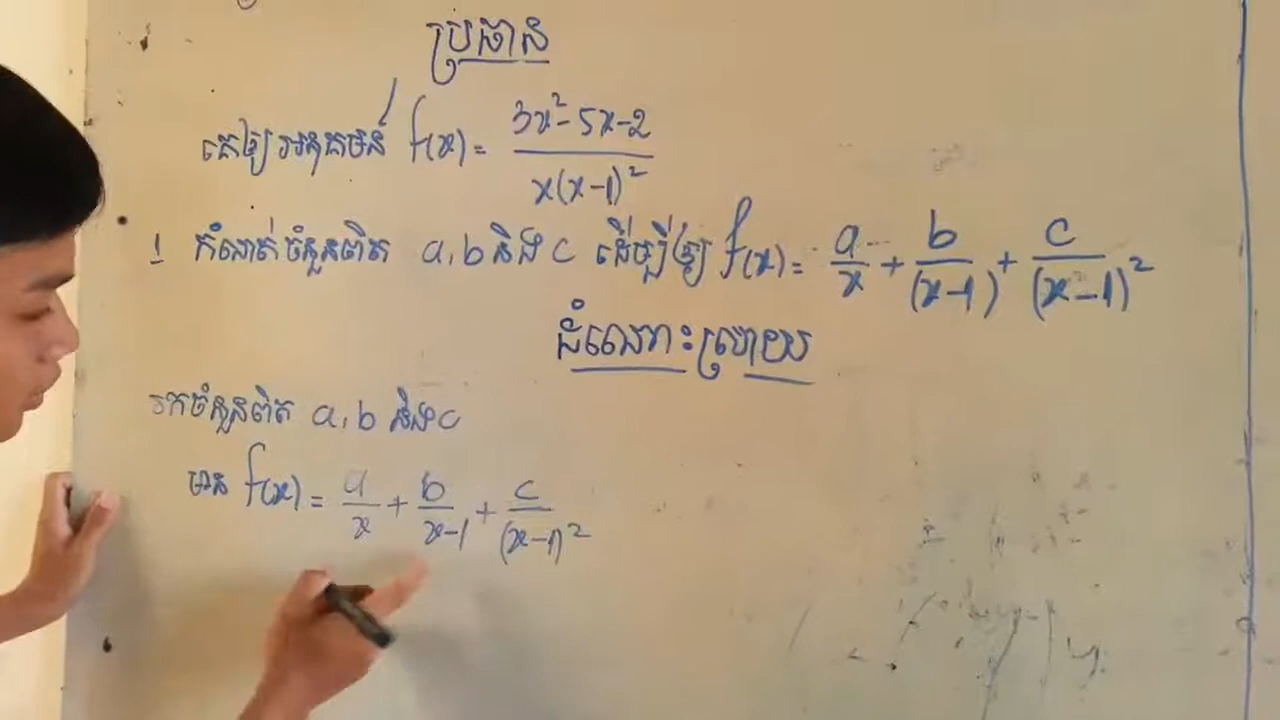 ប្រធាន
គេឲ្យអនុគមន៍ f(x) = (3x² - 5x - 2) / (x(x-1)²)
1 កំណត់ចំនួនពិត a, b និង c ដើម្បីឲ្យ f(x) = a/x + b/(x-1) + c/(x-1)²
ដំណោះស្រាយ
រកចំនួនពិត a, b និង c
មាន f(x) = a/x + b/(x-1) + c/(x-1)²